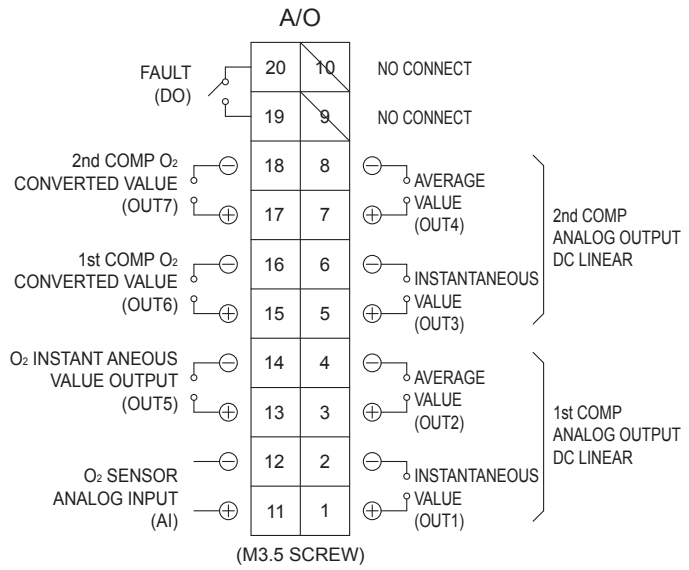 A/O
FAULT
(DO)
20
10
NO CONNECT
19
9
NO CONNECT
2nd COMP O₂
CONVERTED VALUE
(OUT7)
⊖
18
8
⊖
⊕
17
7
⊕
AVERAGE
VALUE
(OUT4)
1st COMP O₂
CONVERTED VALUE
(OUT6)
⊖
16
6
⊖
⊕
15
5
⊕
INSTANTANEOUS
VALUE
(OUT3)
2nd COMP
ANALOG OUTPUT
DC LINEAR
O₂ INSTANT ANEOUS
VALUE OUTPUT
(OUT5)
⊖
14
4
⊖
⊕
13
3
⊕
AVERAGE
VALUE
(OUT2)
O₂ SENSOR
ANALOG INPUT
(AI)
⊖
12
2
⊖
⊕
11
1
⊕
INSTANTANEOUS
VALUE
(OUT1)
1st COMP
ANALOG OUTPUT
DC LINEAR
(M3.5 SCREW)